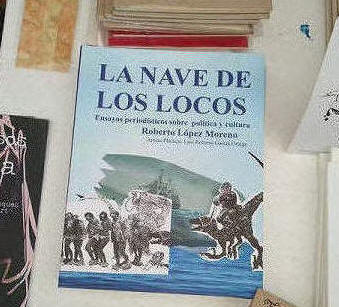 LA NAVE DE
LOS LOCOS
Ensayos periodísticos sobre política y cultura
Roberto López Moreno